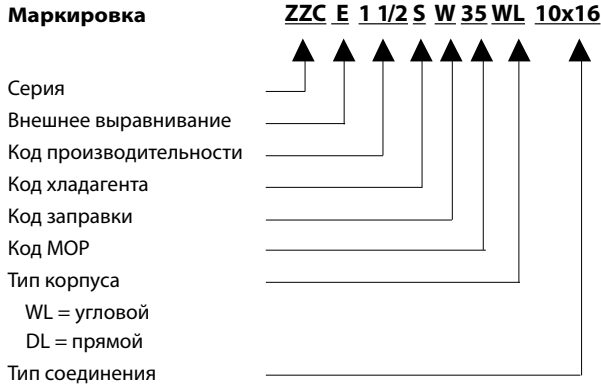 Маркировка ZZC E 1 1/2 S W 35 WL 10x16
Серия
Внешнее выравнивание
Код производительности
Код хладагента
Код заправки
Код МОР
Тип корпуса
WL = угловой
DL = прямой
Тип соединения